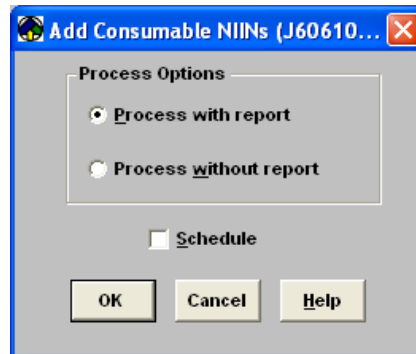 Add Consumable NIINs (J60610...
Process Options
Process with report
Process without report
Schedule
OK Cancel Help